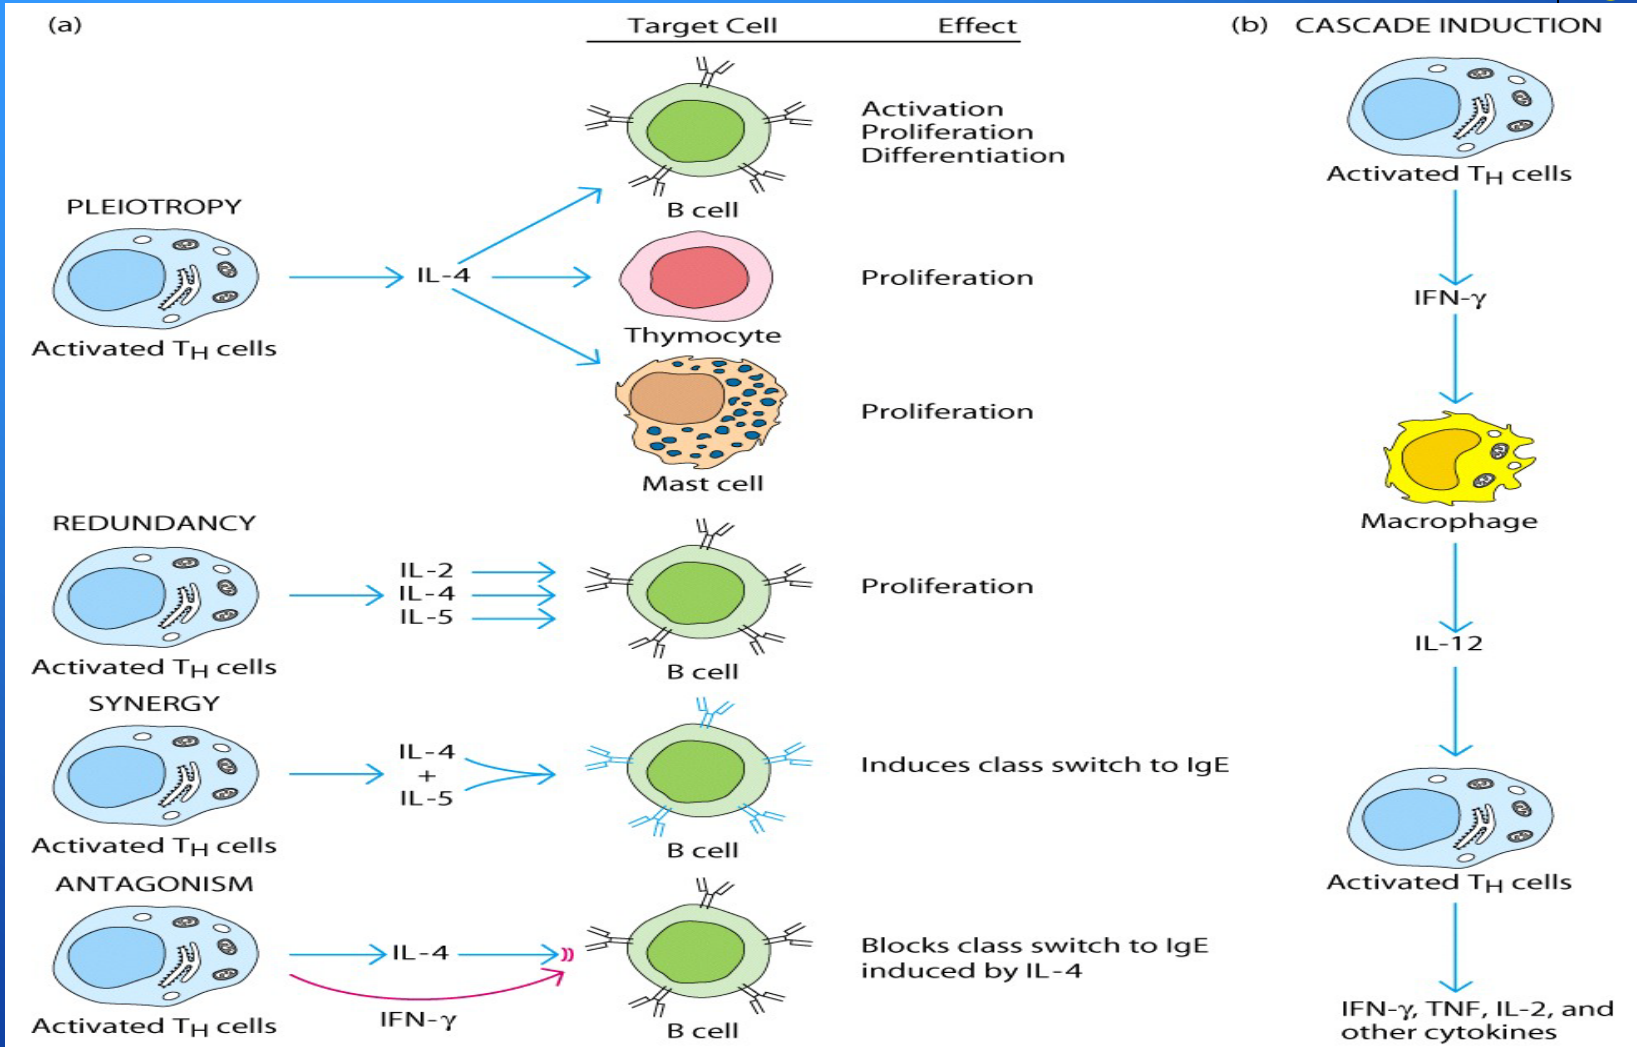 (a)
Target Cell Effect
Activation
Proliferation
Differentiation
B cell
PLEIOTROPY
Activated TH cells
IL-4
Proliferation
Thymocyte
Proliferation
Mast cell
REDUNDANCY
Activated TH cells
IL-2
IL-4
IL-5
Proliferation
B cell
SYNERGY
Activated TH cells
IL-4
+
IL-5
Induces class switch to IgE
B cell
ANTAGONISM
Activated TH cells
IL-4
IFN-γ
Blocks class switch to IgE
induced by IL-4
B cell
(b) CASCADE INDUCTION
Activated TH cells
IFN-γ
Macrophage
IL-12
Activated TH cells
IFN-γ, TNF, IL-2, and
other cytokines